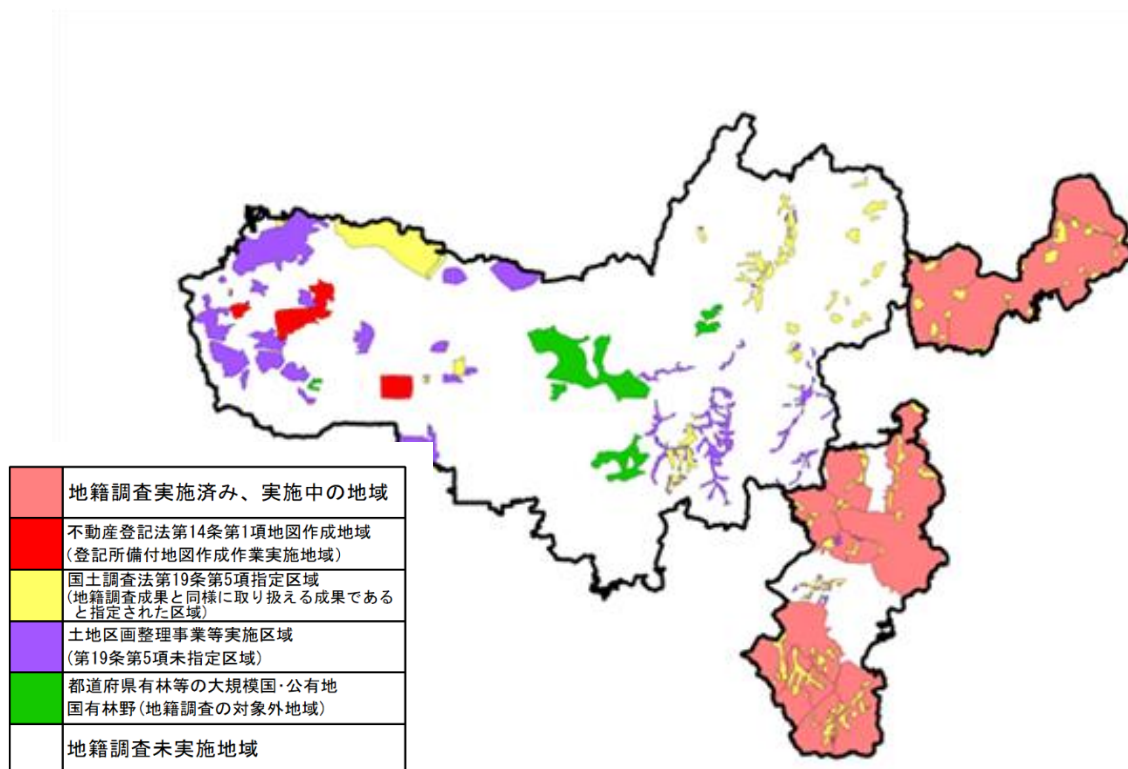 地籍調査実施済み、実施中の地域
不動産登記法第14条第1項地図作成地域
(登記所備付地図作成作業実施地域)
国土調査法第19条第5項指定区域
(地籍調査成果と同様に取り扱える成果である
と指定された区域)
土地区画整理事業等実施区域
(第19条第5項未指定区域)
都道府県有林等の大規模国・公有地
国有林野(地籍調査の対象外地域)
地籍調査未実施地域